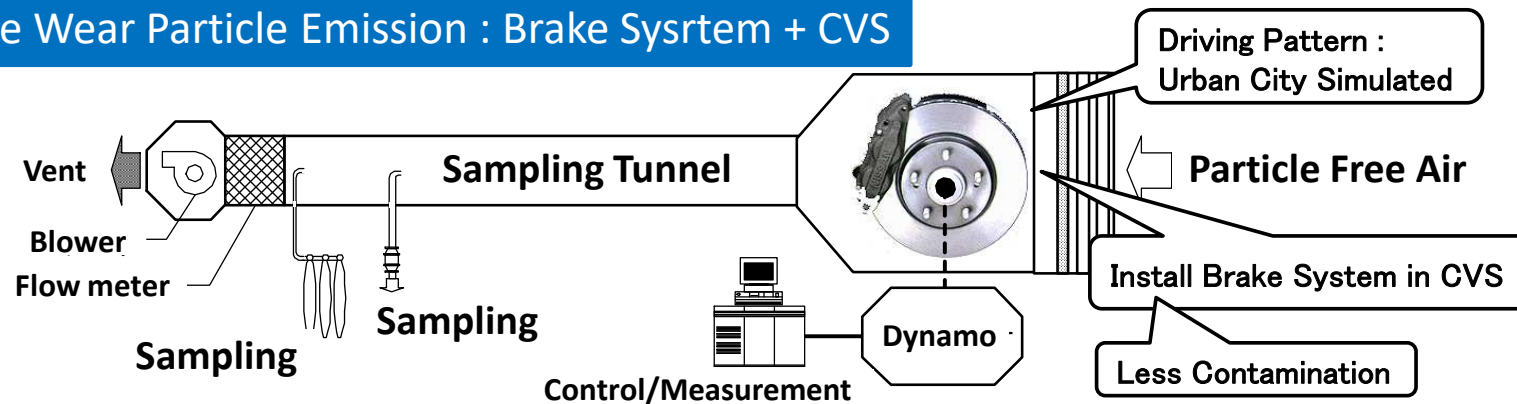 e Wear Particle Emission : Brake Sysrtem + CVS
Driving Pattern :
Urban City Simulated
Vent
Sampling Tunnel
Particle Free Air
Blower
Flow meter
Install Brake System in CVS
Sampling
Sampling
Dynamo
Less Contamination
Control/Measurement